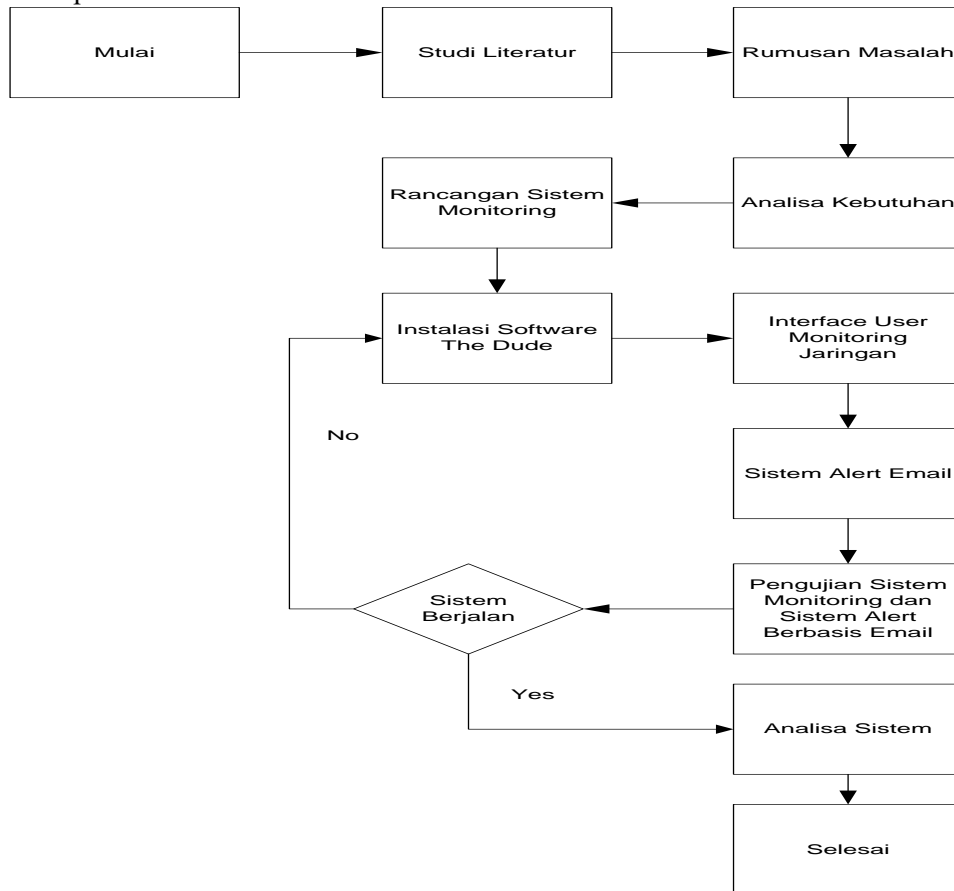 Mulai
Studi Literatur
Rumusan Masalah
Rancangan Sistem
Monitoring
Analisa Kebutuhan
Instalasi Software
The Dude
Interface User
Monitoring
Jaringan
No
Sistem Alert Email
Sistem
Berjalan
Pengujian Sistem
Monitoring dan
Sistem Alert
Berbasis Email
Yes
Analisa Sistem
Selesai